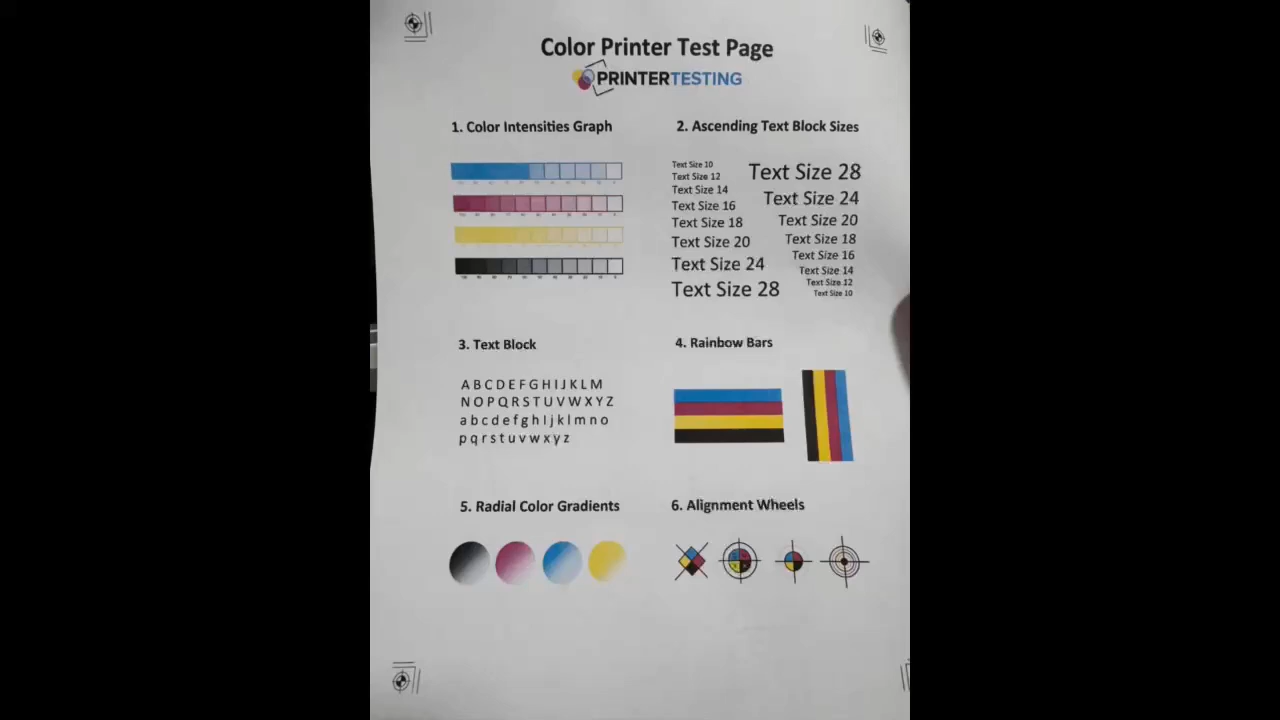 Color Printer Test Page
PRINTERTESTING
1. Color Intensities Graph
2. Ascending Text Block Sizes
Text Size 10
Text Size 12
Text Size 14
Text Size 16
Text Size 18
Text Size 20
Text Size 24
Text Size 28
Text Size 28
Text Size 24
Text Size 20
Text Size 18
Text Size 16
Text Size 14
Text Size 12
Text Size 10
3. Text Block
A B C D E F G H I J K L M
N O P Q R S T U V W X Y Z
a b c d e f g h I j k l m n o
p q r s t u v w x y z
4. Rainbow Bars
5. Radial Color Gradients
6. Alignment Wheels